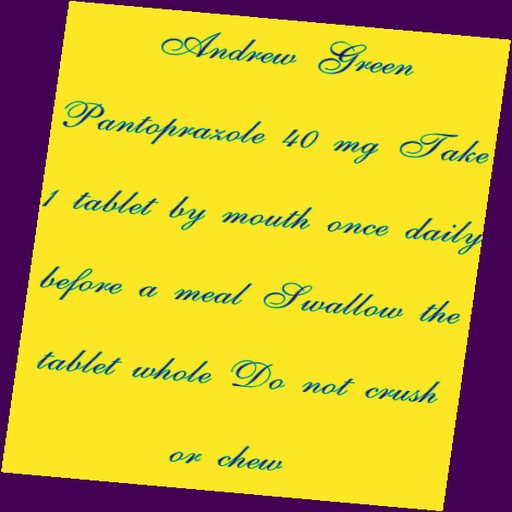 Andrew Green
Pantoprazole 40 mg Take
1 tablet by mouth once daily
before a meal Swallow the
tablet whole Do not crush
or chew